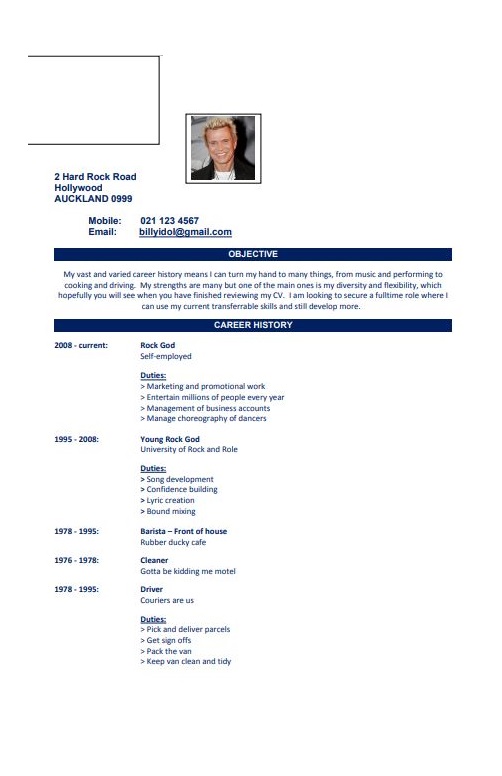 2 Hard Rock Road
Hollywood
AUCKLAND 0999
Mobile: 021 123 4567
Email: billyidol@gmail.com
OBJECTIVE
My vast and varied career history means I can turn my hand to many things, from music and performing to
cooking and driving. My strengths are many but one of the main ones is my diversity and flexibility, which
hopefully you will see when you have finished reviewing my CV. I am looking to secure a fulltime role where I
can use my current transferrable skills and still develop more.
CAREER HISTORY
2008 - current: Rock God
Self-employed
Duties:
> Marketing and promotional work
> Entertain millions of people every year
> Management of business accounts
> Manage choreography of dancers
1995 - 2008: Young Rock God
University of Rock and Role
Duties:
> Song development
> Confidence building
> Lyric creation
> Bound mixing
1978 - 1995: Barista – Front of house
Rubber ducky cafe
1976 - 1978: Cleaner
Gotta be kidding me motel
1978 - 1995: Driver
Couriers are us
Duties:
> Pick and deliver parcels
> Get sign offs
> Pack the van
> Keep van clean and tidy